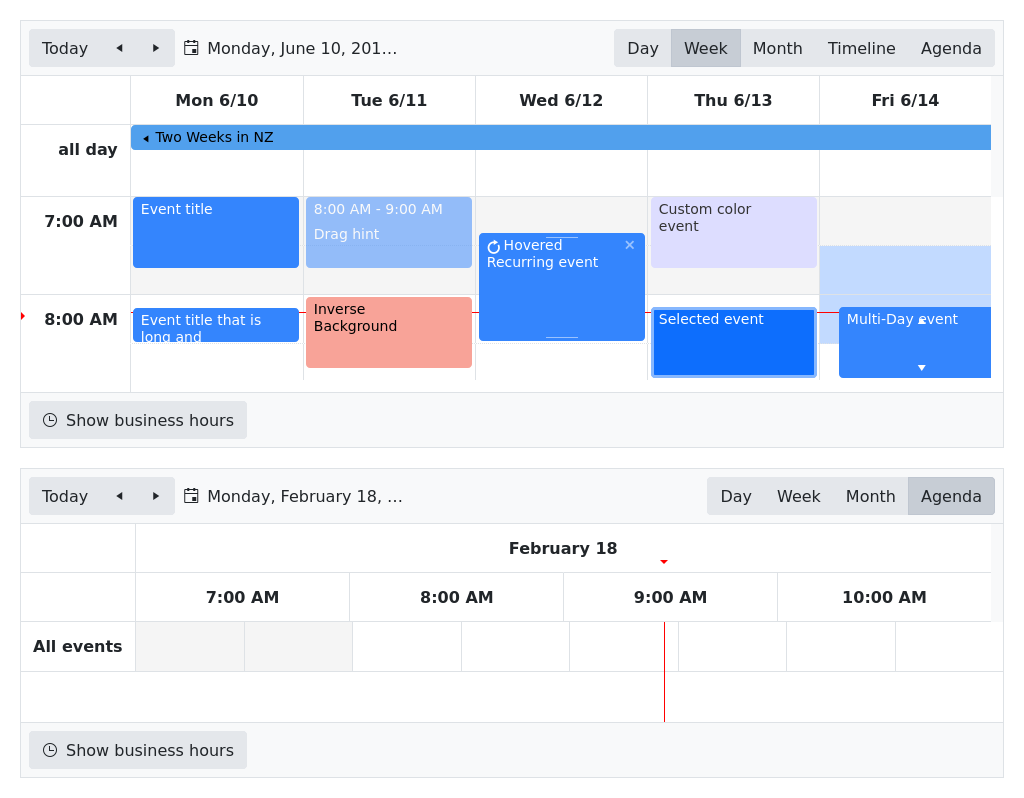 Today
Monday, June 10, 201…
Day Week Month Timeline Agenda
Mon 6/10 Tue 6/11 Wed 6/12 Thu 6/13 Fri 6/14
all day
Two Weeks in NZ
7:00 AM
Event title
8:00 AM - 9:00 AM
Drag hint
Hovered
Recurring event
Custom color
event
8:00 AM
Event title that is
long and
Inverse
Background
Selected event
Multi-Day event
Show business hours
Today
Monday, February 18, …
Day Week Month Agenda
February 18
7:00 AM 8:00 AM 9:00 AM 10:00 AM
All events
Show business hours